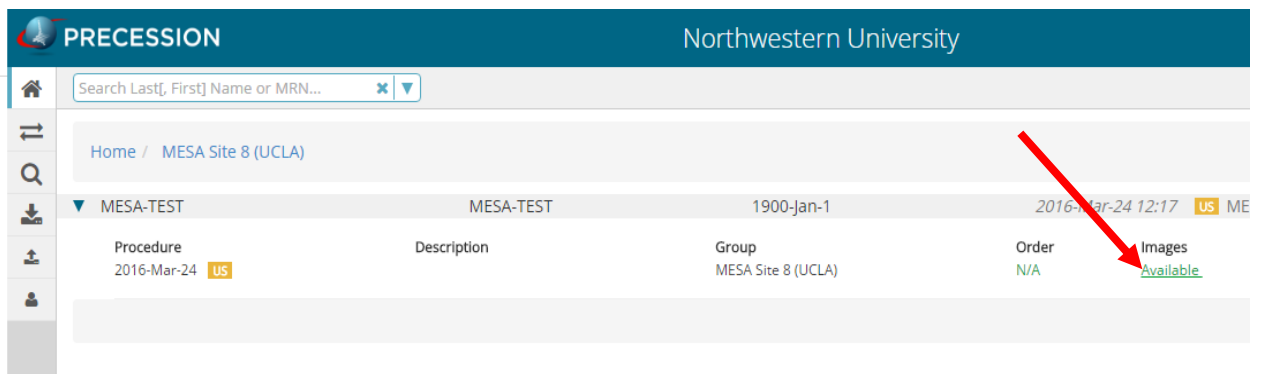 PRECESSION Northwestern University
Search Last[, First] Name or MRN...
Home / MESA Site 8 (UCLA)
MESA-TEST MESA-TEST 1900-Jan-1 2016-Mar-24 12:17 US ME
Procedure Description Group Order Images
2016-Mar-24 US MESA Site 8 (UCLA) N/A Available